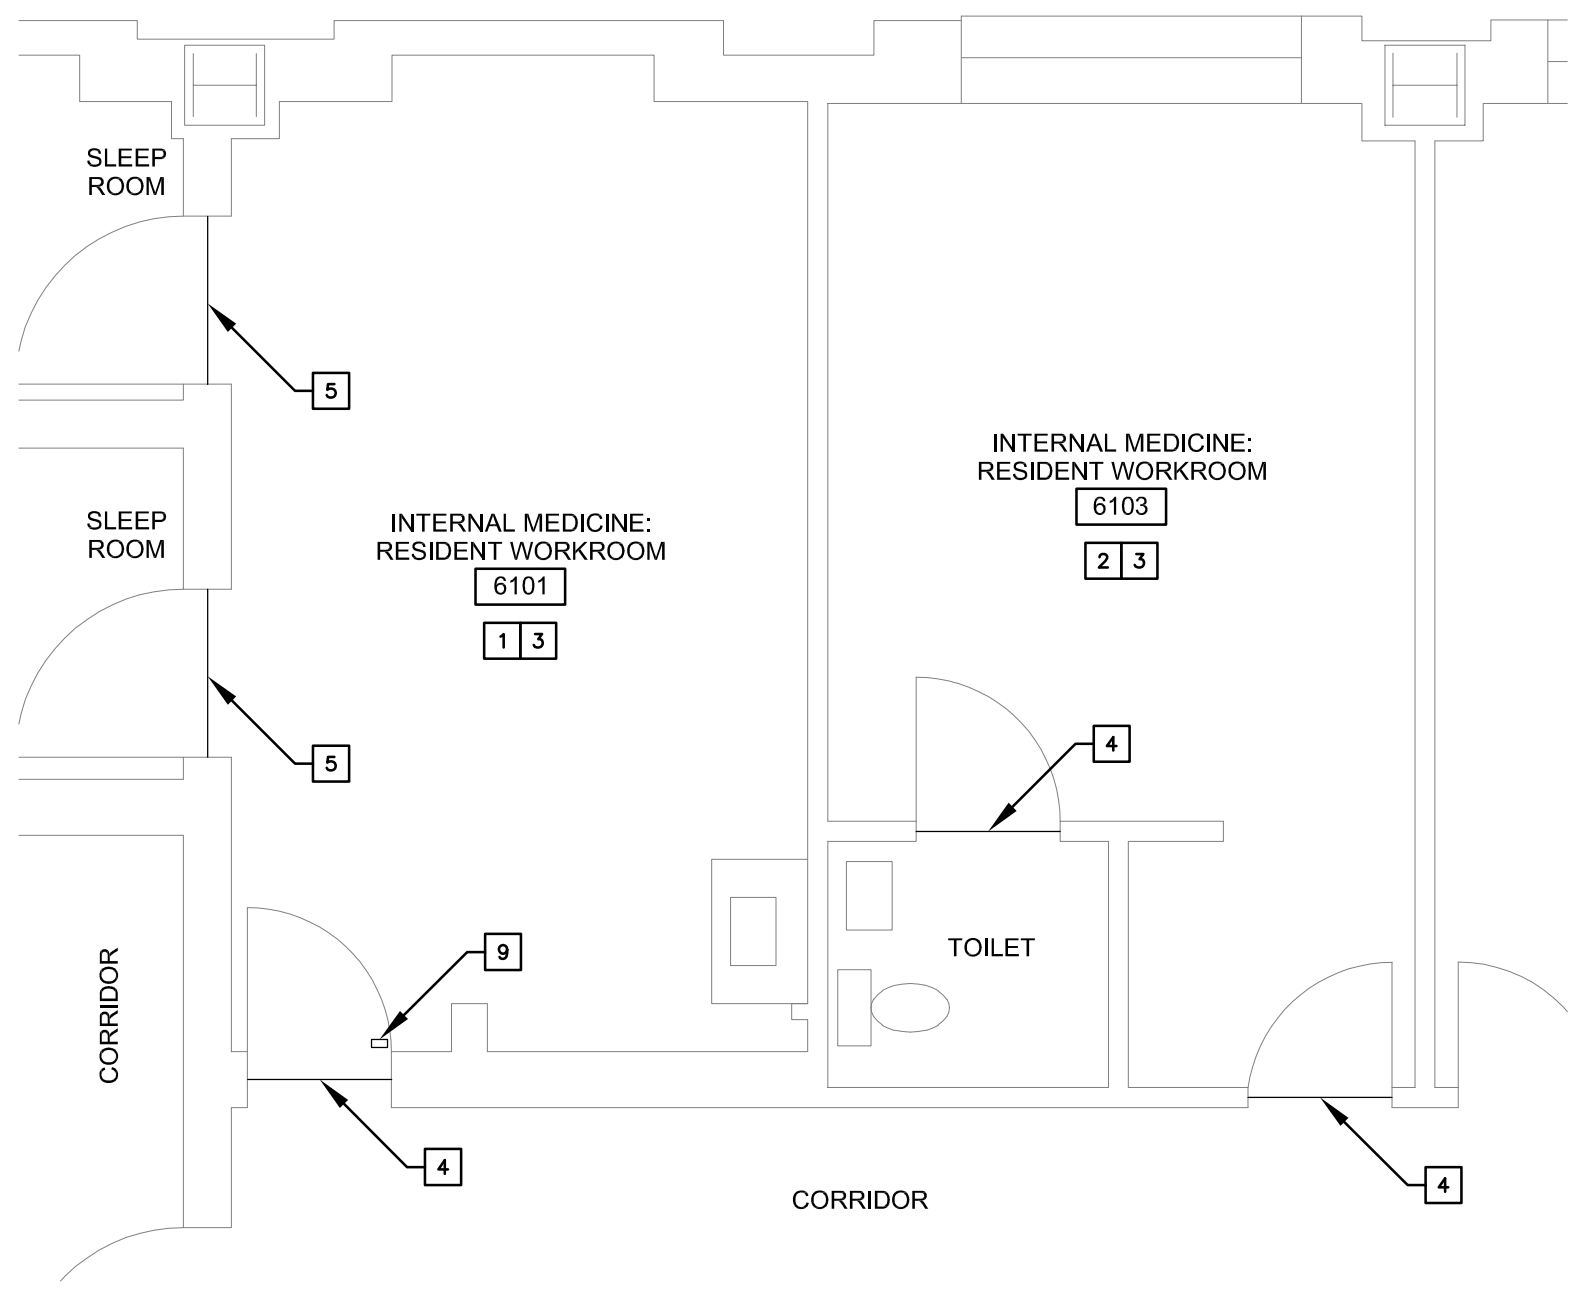 SLEEP
ROOM
5
INTERNAL MEDICINE:
RESIDENT WORKROOM
6103
2 3
SLEEP
ROOM
INTERNAL MEDICINE:
RESIDENT WORKROOM
6101
1 3
5
4
9
TOILET
CORRIDOR
4
4
CORRIDOR